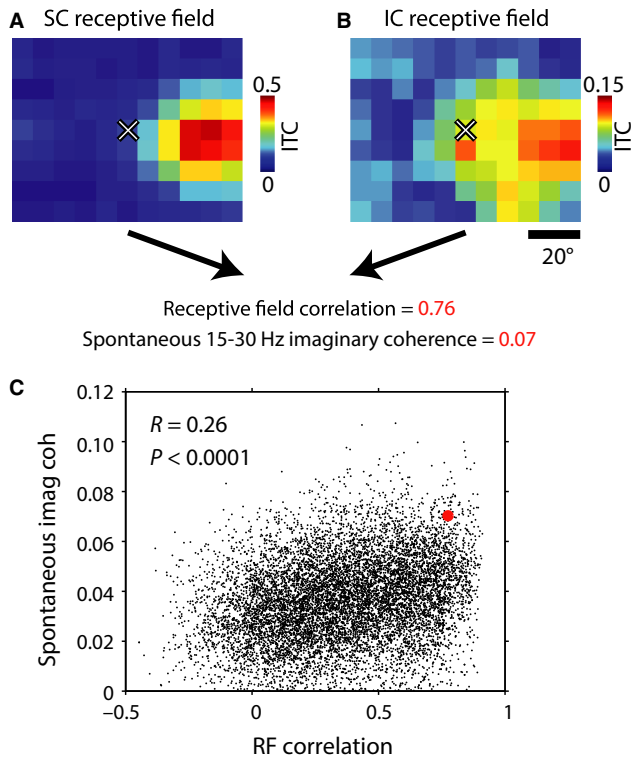 A SC receptive field
B IC receptive field
0.5
ITC
0
0.15
ITC
0
20°
Receptive field correlation = 0.76
Spontaneous 15-30 Hz imaginary coherence = 0.07
C
R = 0.26
P < 0.0001
Spontaneous imag coh
0.12
0.10
0.08
0.06
0.04
0.02
0
−0.5 0 0.5 1
RF correlation